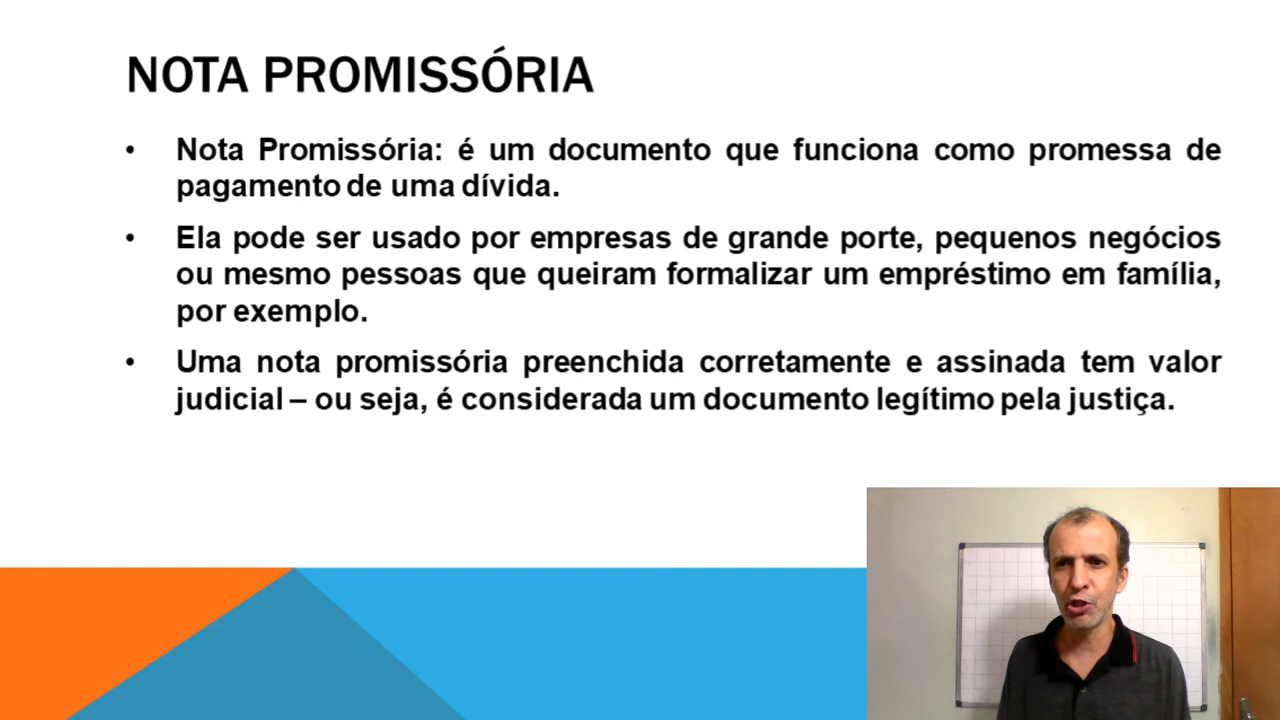 NOTA PROMISSÓRIA
• Nota Promissória: é um documento que funciona como promessa de
pagamento de uma dívida.
• Ela pode ser usado por empresas de grande porte, pequenos negócios
ou mesmo pessoas que queiram formalizar um empréstimo em família,
por exemplo.
• Uma nota promissória preenchida corretamente e assinada tem valor
judicial – ou seja, é considerada um documento legítimo pela justiça.